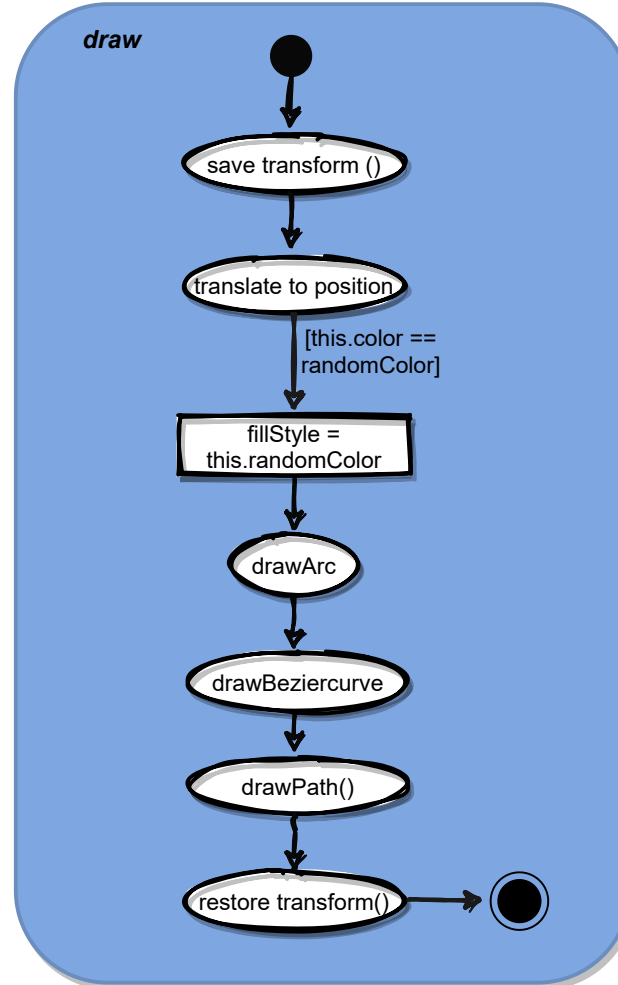 draw
save transform ()
translate to position
[this.color ==
randomColor]
fillStyle =
this.randomColor
drawArc
drawBeziercurve
drawPath()
restore transform()